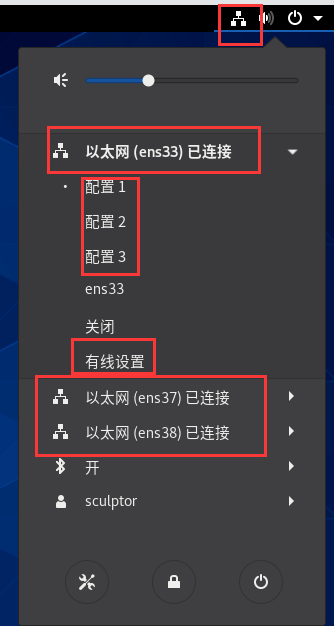 以太网 (ens33) 已连接
配置 1
配置 2
配置 3
ens33
关闭
有线设置
以太网 (ens37) 已连接
以太网 (ens38) 已连接
开
sculptor